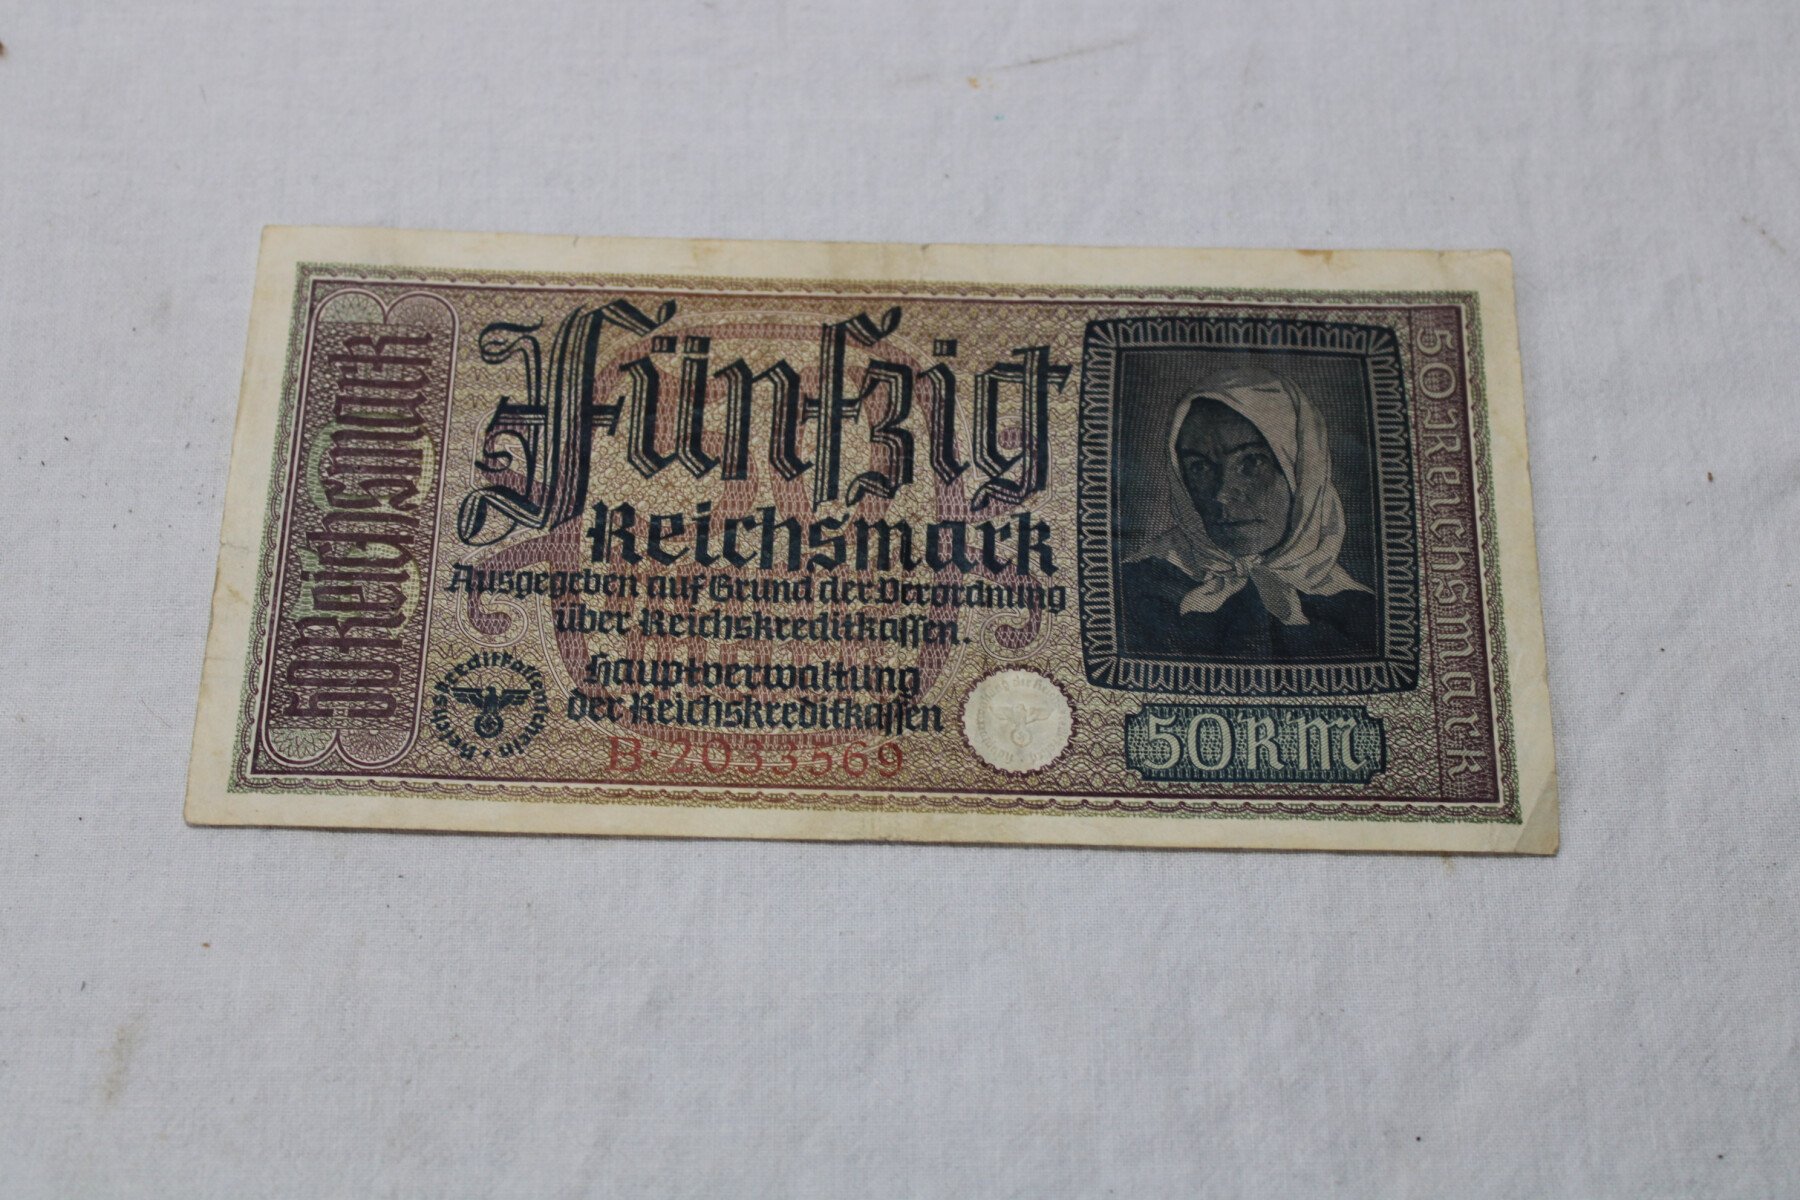 50 Reichsmark
Fünfzig
Reichsmark
Ausgegeben auf Grund der Verordnung
über Reichskreditkassen.
Hauptverwaltung
der Reichskreditkassen
Reichskreditkassenschein
B·2033569
50 RM
50 Reichsmark